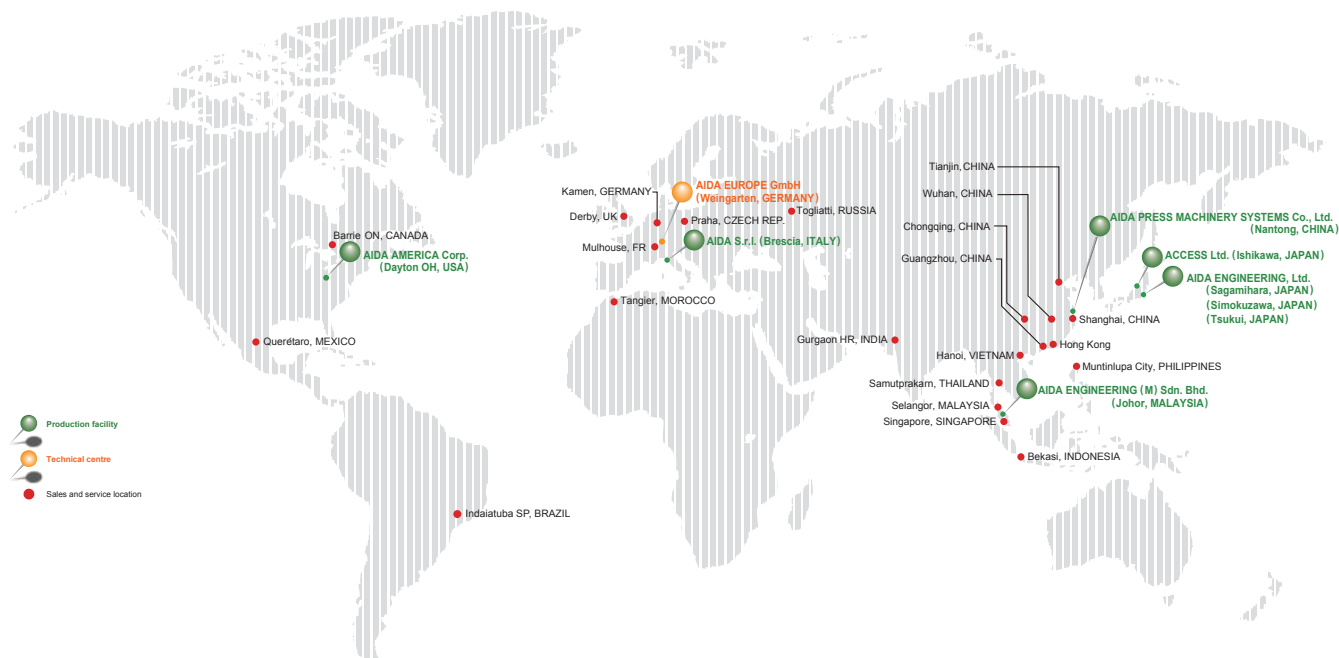 Tianjin, CHINA
Kamen, GERMANY
AIDA EUROPE GmbH
(Weingarten, GERMANY)
Wuhan, CHINA
Derby, UK
Praha, CZECH REP.
Togliatti, RUSSIA
AIDA PRESS MACHINERY SYSTEMS Co., Ltd.
(Nantong, CHINA)
Chongqing, CHINA
Barrie ON, CANADA
AIDA AMERICA Corp.
(Dayton OH, USA)
Mulhouse, FR
AIDA S.r.l. (Brescia, ITALY)
Guangzhou, CHINA
ACCESS Ltd. (Ishikawa, JAPAN)
AIDA ENGINEERING, Ltd.
(Sagamihara, JAPAN)
(Simokuzawa, JAPAN)
(Tsukui, JAPAN)
Tangier, MOROCCO
Shanghai, CHINA
Querétaro, MEXICO
Gurgaon HR, INDIA
Hong Kong
Hanoi, VIETNAM
Muntinlupa City, PHILIPPINES
Samutprakarn, THAILAND
AIDA ENGINEERING (M) Sdn. Bhd.
(Johor, MALAYSIA)
Selangor, MALAYSIA
Singapore, SINGAPORE
Production facility
Technical centre
Sales and service location
Bekasi, INDONESIA
Indaiatuba SP, BRAZIL